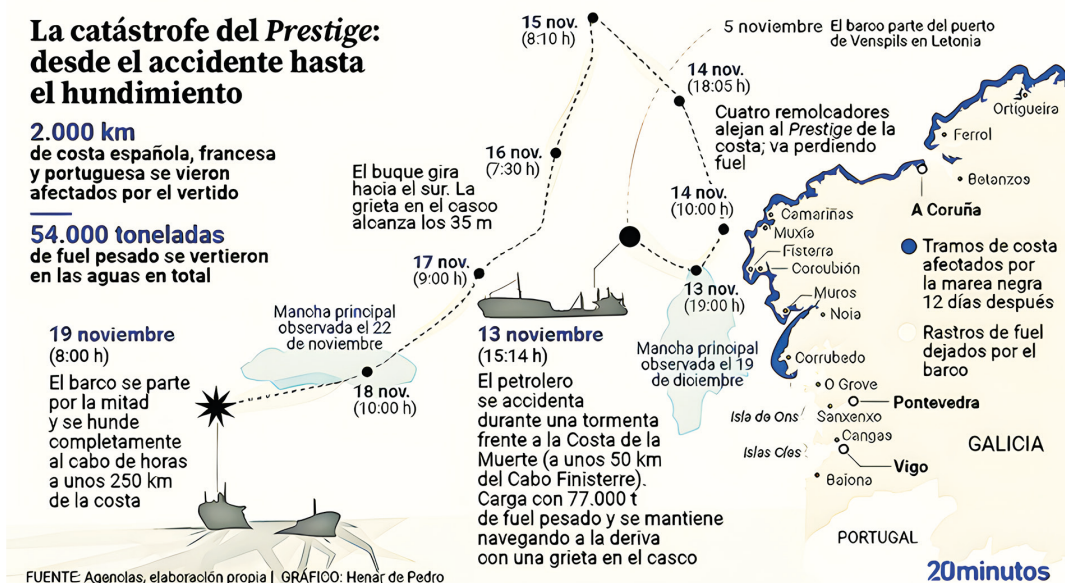 La catástrofe del Prestige:
desde el accidente hasta
el hundimiento
2.000 km
de costa española, francesa
y portuguesa se vieron
afectados por el vertido
54.000 toneladas
de fuel pesado se vertieron
en las aguas en total
19 noviembre
(8:00 h)
El barco se parte
por la mitad
y se hunde
completamente
al cabo de horas
a unos 250 km
de la costa
Mancha principal
observada el 22
de noviembre
18 nov.
(10:00 h)
17 nov.
(9:00 h)
El buque gira
hacia el sur. La
grieta en el casco
alcanza los 35 m
16 nov.
(7:30 h)
15 nov.
(8:10 h)
5 noviembre El barco parte del puerto
de Venspils en Letonia
14 nov.
(18:05 h)
Cuatro remolcadores
alejan al Prestige de la
costa; va perdiendo
fuel
14 nov.
(10:00 h)
13 nov.
(19:00 h)
13 noviembre
(15:14 h)
El petrolero
se accidenta
durante una tormenta
frente a la Costa de la
Muerte (a unos 50 km
del Cabo Finisterre).
Carga con 77.000 t
de fuel pesado y se mantiene
navegando a la deriva
con una grieta en el casco
Mancha principal
observada el 19
de diciembre
Ortigueira
Ferrol
Betanzos
A Coruña
Camariñas
Muxía
Fisterra
Corcubión
Muros
Noia
Corrubedo
O Grove
Pontevedra
Isla de Ons
Sanxenxo
Islas Cíes
Cangas
Vigo
Baiona
GALICIA
PORTUGAL
Tramos de costa
afectados por
la marea negra
12 días después
Rastros de fuel
dejados por el
barco
FUENTE: Agencias, elaboración propia | GRÁFICO: Henar de Pedro
20minutos